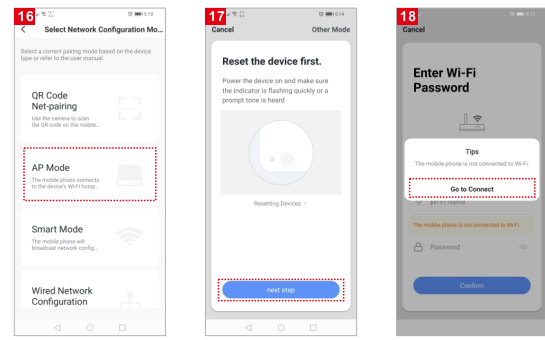 16
5:10
Select Network Configuration Mo...
Select a correct pairing mode based on the device
type or refer to the user manual.
QR Code
Net-pairing
Use the camera to scan
the QR code on the mobile...
AP Mode
The mobile phone connects
to the device's Wi-Fi hotsp...
Smart Mode
The mobile phone will
broadcast network config...
Wired Network
Configuration
17
5:14
Cancel
Other Mode
Reset the device first.
Power the device on and make sure
the indicator is flashing quickly or a
prompt tone is heard
Resetting Devices >
next step
18
5:15
Cancel
Enter Wi-Fi
Password
Tips
The mobile phone is not connected to Wi-Fi.
Go to Connect
The mobile phone is not connected to Wi-Fi.
Password
Confirm